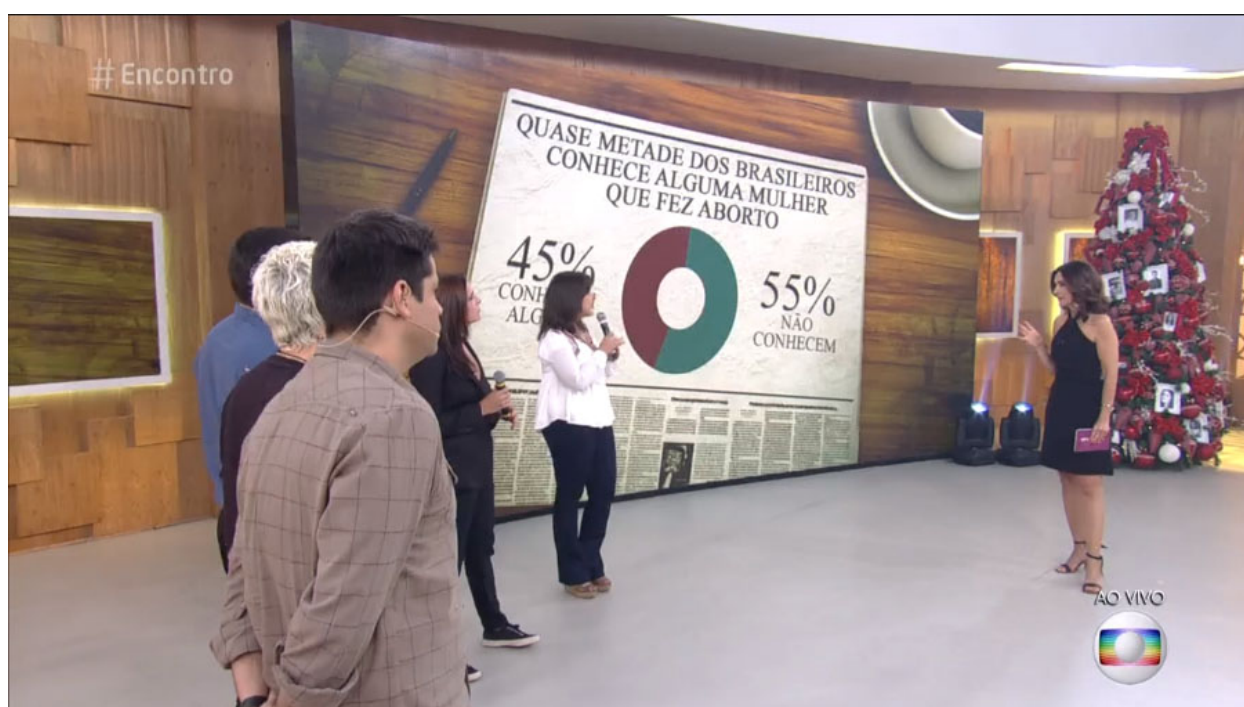 # Encontro
QUASE METADE DOS BRASILEIROS
CONHECE ALGUMA MULHER
QUE FEZ ABORTO
45%
55%
NÃO
CONHECEM
AO VIVO